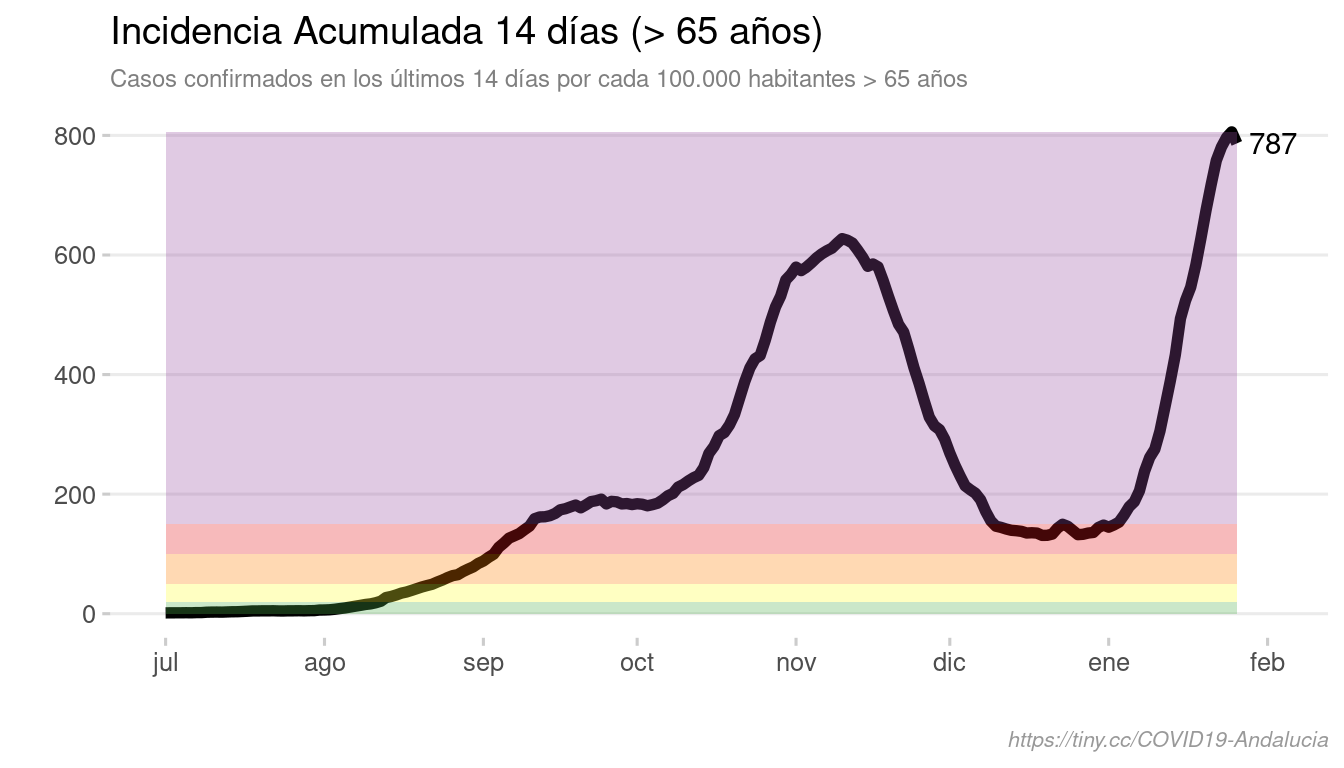 Incidencia Acumulada 14 días (> 65 años)
Casos confirmados en los últimos 14 días por cada 100.000 habitantes > 65 años
800
787
600
400
200
0
jul ago sep oct nov dic ene feb
https://tiny.cc/COVID19-Andalucia